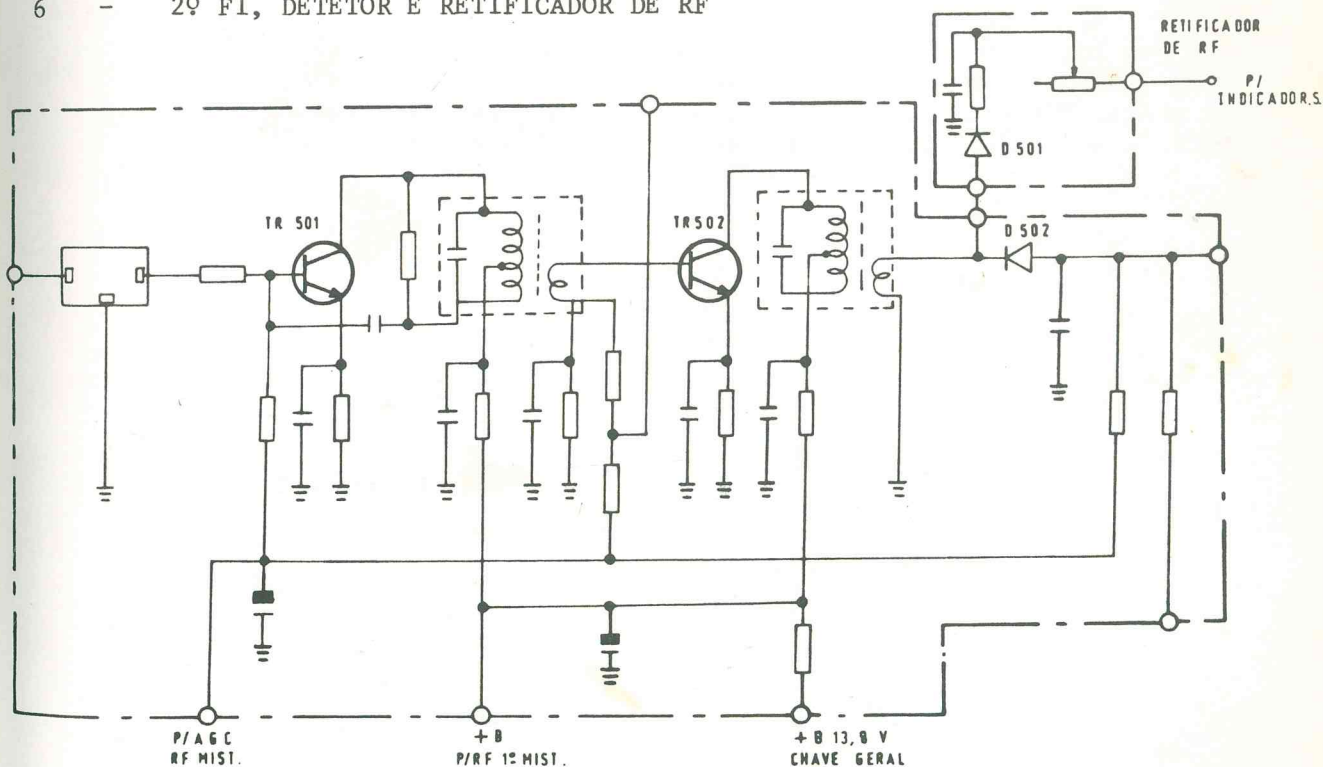 6 - 2º FI, DETETOR E RETIFICADOR DE RF
RETIFICADOR
DE RF
P/
INDICADOR.S.
D 501
TR 501
TR502
D 502
P/AGC
RF MIST.
+B
P/RF 1º MIST.
+B 13,8 V
CHAVE GERAL